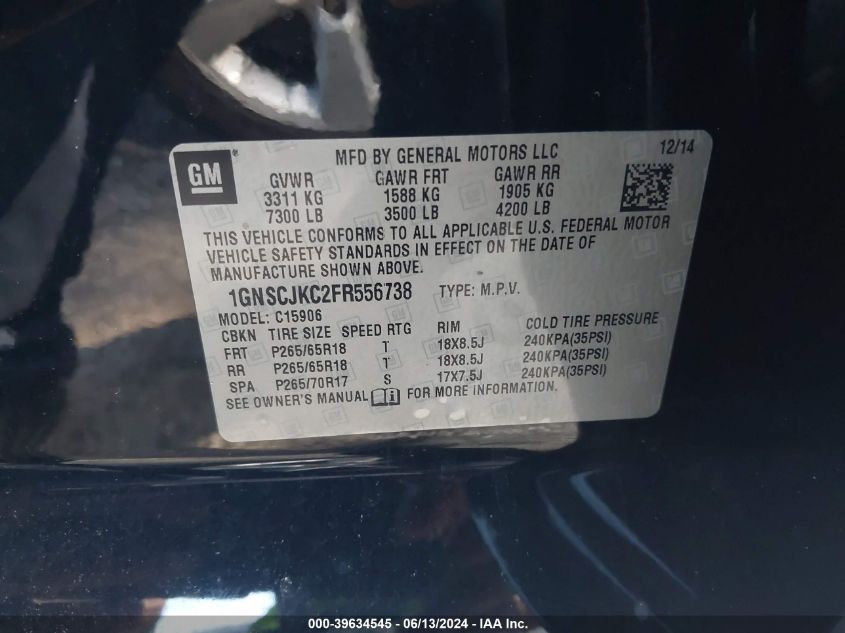 GM
MFD BY GENERAL MOTORS LLC
12/14
GVWR GAWR FRT GAWR RR
3311 KG 1588 KG 1905 KG
7300 LB 3500 LB 4200 LB
THIS VEHICLE CONFORMS TO ALL APPLICABLE U.S. FEDERAL MOTOR
VEHICLE SAFETY STANDARDS IN EFFECT ON THE DATE OF
MANUFACTURE SHOWN ABOVE.
1GNSCJKC2FR556738 TYPE: M.P.V.
MODEL: C15906
CBKN TIRE SIZE SPEED RTG RIM COLD TIRE PRESSURE
FRT P265/65R18 T 18X8.5J 240KPA(35PSI)
RR P265/65R18 T 18X8.5J 240KPA(35PSI)
SPA P265/70R17 S 17X7.5J 240KPA(35PSI)
SEE OWNER'S MANUAL FOR MORE INFORMATION.
000-39634545 - 06/13/2024 - IAA Inc.